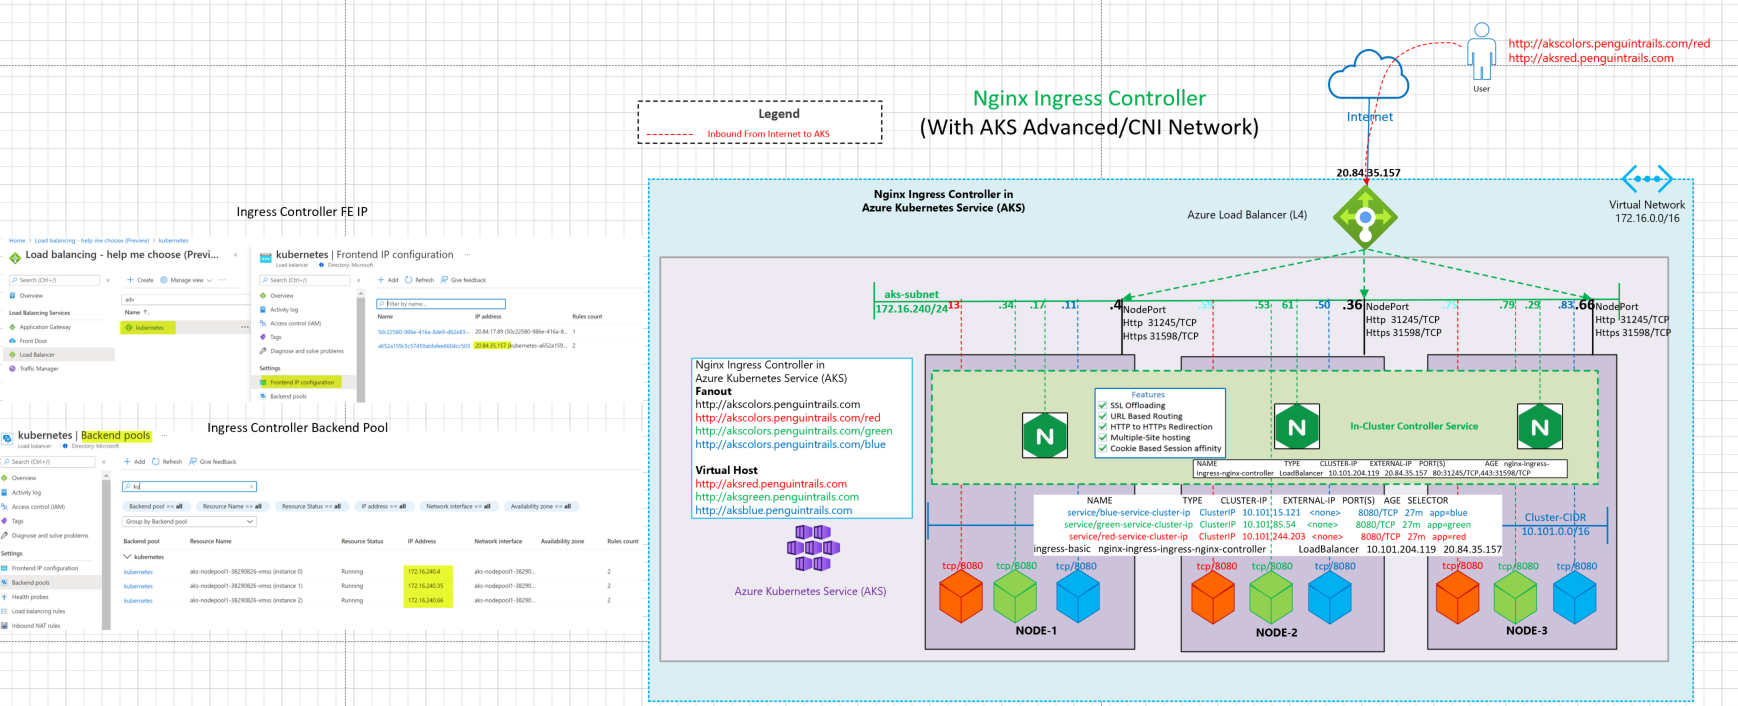 http://akscolors.penguintrails.com/red
http://aksred.penguintrails.com
User
Nginx Ingress Controller
(With AKS Advanced/CNI Network)
Legend
Inbound From Internet to AKS
Internet
20.84.35.157
Nginx Ingress Controller in
Azure Kubernetes Service (AKS)
Azure Load Balancer (L4)
Virtual Network
172.16.0.0/16
Ingress Controller FE IP
Home > Load balancing - help me choose (Preview) > kubernetes
Load balancing - help me choose (Previ...
Search (Ctrl+/)
Overview
Load Balancing Services
Application Gateway
Front Door
Load Balancer
Traffic Manager
Create Manage view
adv
Name
kubernetes
kubernetes | Frontend IP configuration
Load balancer Directory: Microsoft
Search (Ctrl+/)
Overview
Activity log
Access control (IAM)
Tags
Diagnose and solve problems
Settings
Frontend IP configuration
Backend pools
Add Refresh Give feedback
Filter by name...
Name IP address Rules count
50c22580-986e-416a-8de9-d62e83... 20.84.17.89 (50c22580-986e-416a-8... 1
a652a159c5c57459abfafee6604cc503 20.84.35.157 (kubernetes-a652a159... 2
Ingress Controller Backend Pool
kubernetes | Backend pools
Load balancer Directory: Microsoft
Search (Ctrl+/)
Overview
Activity log
Access control (IAM)
Tags
Diagnose and solve problems
Settings
Frontend IP configuration
Backend pools
Health probes
Load balancing rules
Inbound NAT rules
Add Refresh Give feedback
ku
Backend pool == all Resource Name == all Resource Status == all IP address == all Network interface == all Availability zone == all
Group by Backend pool
Backend pool Resource Name Resource Status IP Address Network interface Availability zone Rules count
kubernetes
kubernetes aks-nodepool1-38290826-vmss (instance 0) Running 172.16.240.4 aks-nodepool1-38290... 2
kubernetes aks-nodepool1-38290826-vmss (instance 1) Running 172.16.240.35 aks-nodepool1-38290... 2
kubernetes aks-nodepool1-38290826-vmss (instance 2) Running 172.16.240.66 aks-nodepool1-38290... 2
aks-subnet
172.16.240/24
.13 .34 .17 .11 .4 .53 61 .50 .36 .79 .29 .83 .66
NodePort
Http 31245/TCP
Https 31598/TCP
NodePort
Http 31245/TCP
Https 31598/TCP
NodePort
Http 31245/TCP
Https 31598/TCP
Nginx Ingress Controller in
Azure Kubernetes Service (AKS)
Fanout
http://akscolors.penguintrails.com
http://akscolors.penguintrails.com/red
http://akscolors.penguintrails.com/green
http://akscolors.penguintrails.com/blue
Virtual Host
http://aksred.penguintrails.com
http://aksgreen.penguintrails.com
http://aksblue.penguintrails.com
Azure Kubernetes Service (AKS)
N
Features
SSL Offloading
URL Based Routing
HTTP to HTTPs Redirection
Multiple-Site hosting
Cookie Based Session affinity
N
In-Cluster Controller Service
N
NAME TYPE CLUSTER-IP EXTERNAL-IP PORT(S) AGE nginx-ingress-
ingress-nginx-controller LoadBalancer 10.101.204.119 20.84.35.157 80:31245/TCP,443:31598/TCP
NAME TYPE CLUSTER-IP EXTERNAL-IP PORT(S) AGE SELECTOR
service/blue-service-cluster-ip ClusterIP 10.101.15.121 <none> 8080/TCP 27m app=blue
service/green-service-cluster-ip ClusterIP 10.101.85.54 <none> 8080/TCP 27m app=green
service/red-service-cluster-ip ClusterIP 10.101.244.203 <none> 8080/TCP 27m app=red
ingress-basic nginx-ingress-ingress-nginx-controller LoadBalancer 10.101.204.119 20.84.35.157
Cluster-CIDR
10.101.0.0/16
tcp/8080 tcp/8080 tcp/8080 tcp/8080 tcp/8080 tcp/8080 tcp/8080 tcp/8080 tcp/8080
NODE-1
NODE-2
NODE-3